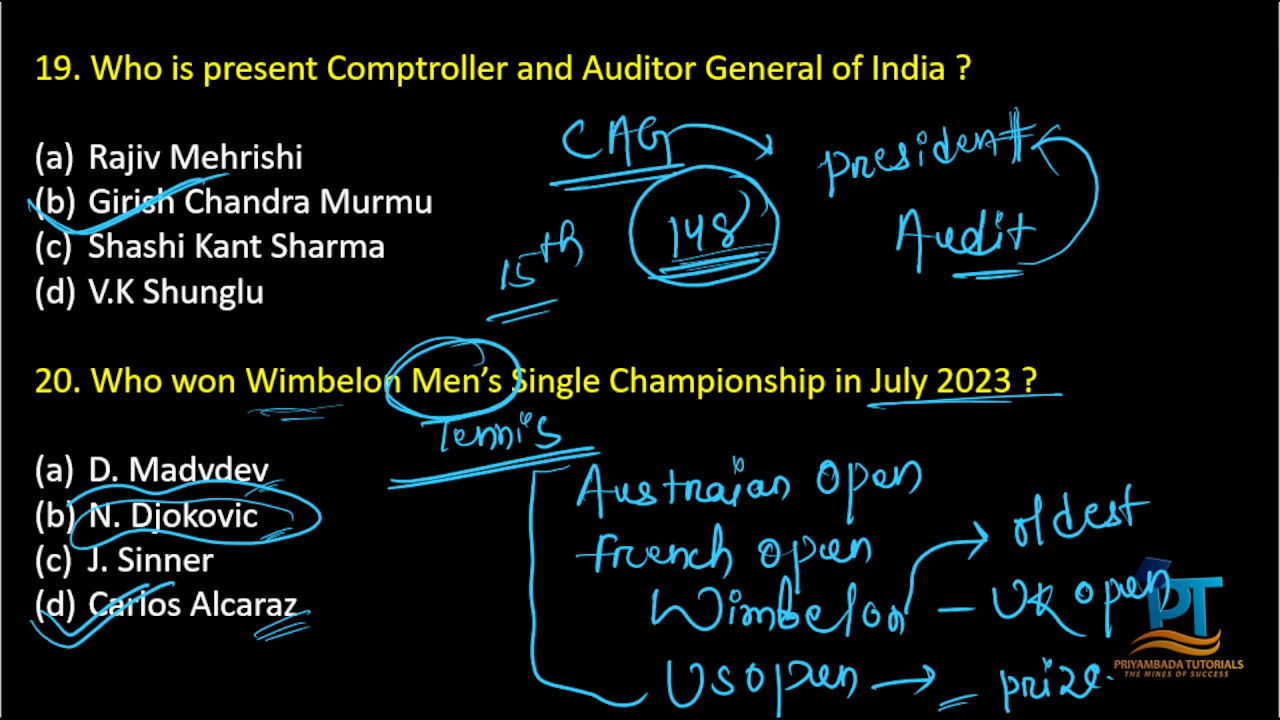 19. Who is present Comptroller and Auditor General of India ?
(a) Rajiv Mehrishi
(b) Girish Chandra Murmu
(c) Shashi Kant Sharma
(d) V.K Shunglu
CAG
president
148
Audit
15th
20. Who won Wimbelon Men's Single Championship in July 2023 ?
Tennis
(a) D. Madvdev
(b) N. Djokovic
(c) J. Sinner
(d) Carlos Alcaraz
Austraian open
French open
oldest
Wimbelon - UK open
US open
prize
PT
PRIYAMBADA TUTORIALS
THE MINES OF SUCCESS